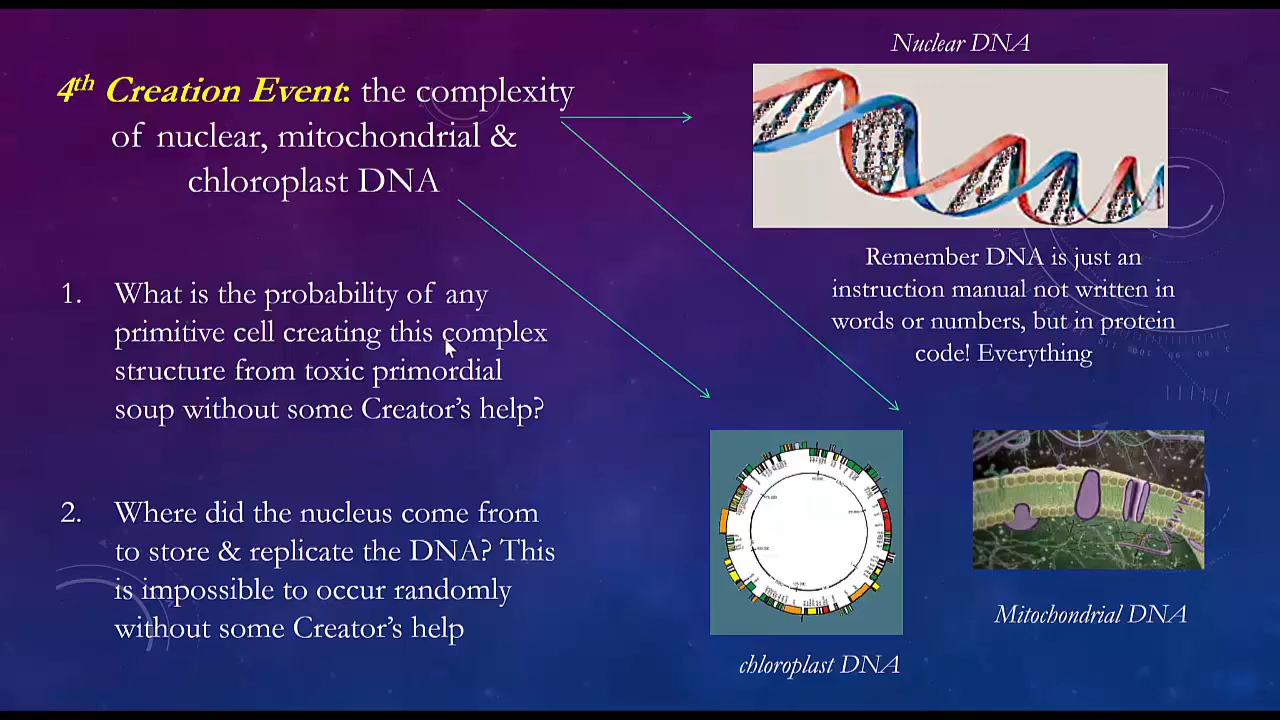 4th Creation Event: the complexity
of nuclear, mitochondrial &
chloroplast DNA
1. What is the probability of any
primitive cell creating this complex
structure from toxic primordial
soup without some Creator's help?
2. Where did the nucleus come from
to store & replicate the DNA? This
is impossible to occur randomly
without some Creator's help
Nuclear DNA
Remember DNA is just an
instruction manual not written in
words or numbers, but in protein
code! Everything
chloroplast DNA
Mitochondrial DNA